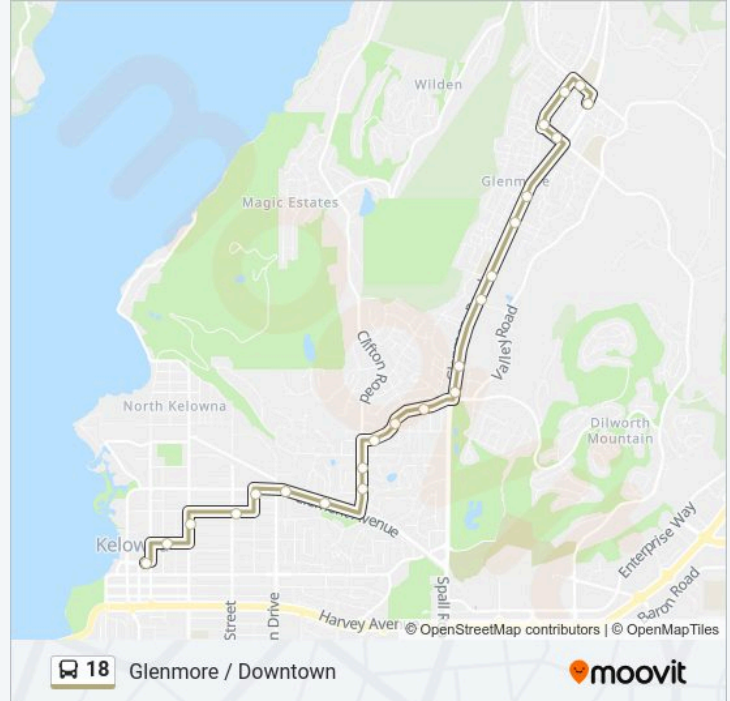 Wilden
Glenmore
Magic Estates
Clifton Road
Valley Road
North Kelowna
Dilworth
Mountain
Avenue
Enterprise Way
Baron Road
Street
n Drive
Harvey Aven
Spall R
© OpenStreetMap contributors | © OpenMapTiles
18 Glenmore / Downtown
moovit